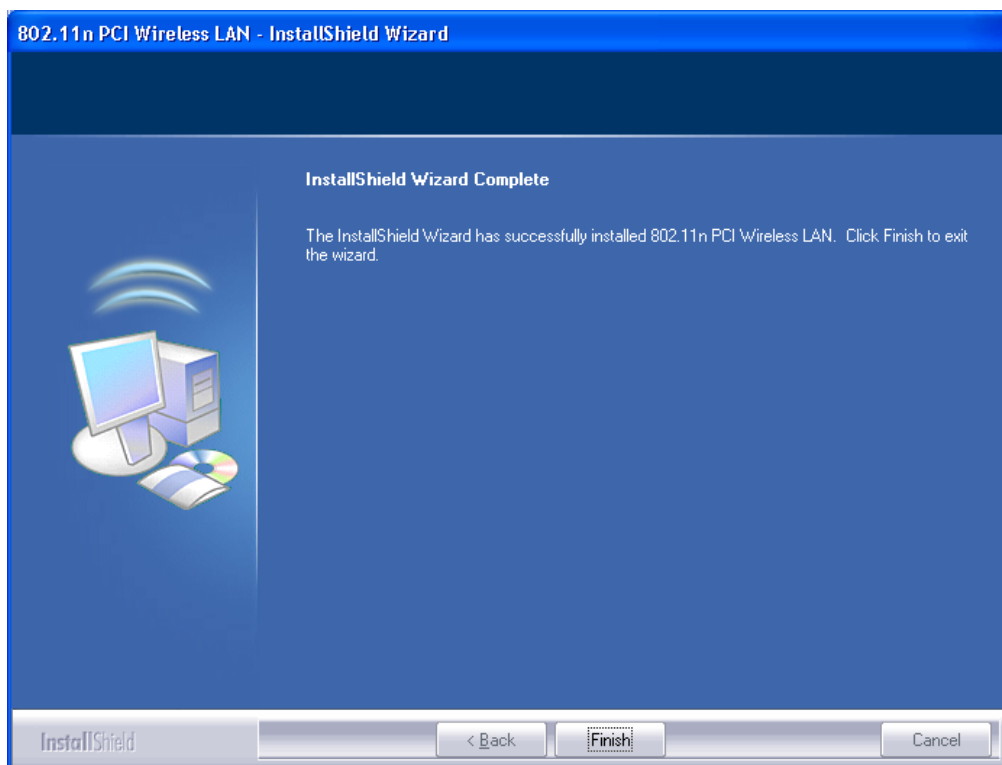 802.11n PCI Wireless LAN - InstallShield Wizard
InstallShield Wizard Complete
The InstallShield Wizard has successfully installed 802.11n PCI Wireless LAN. Click Finish to exit
the wizard.
InstallShield
< Back
Finish
Cancel